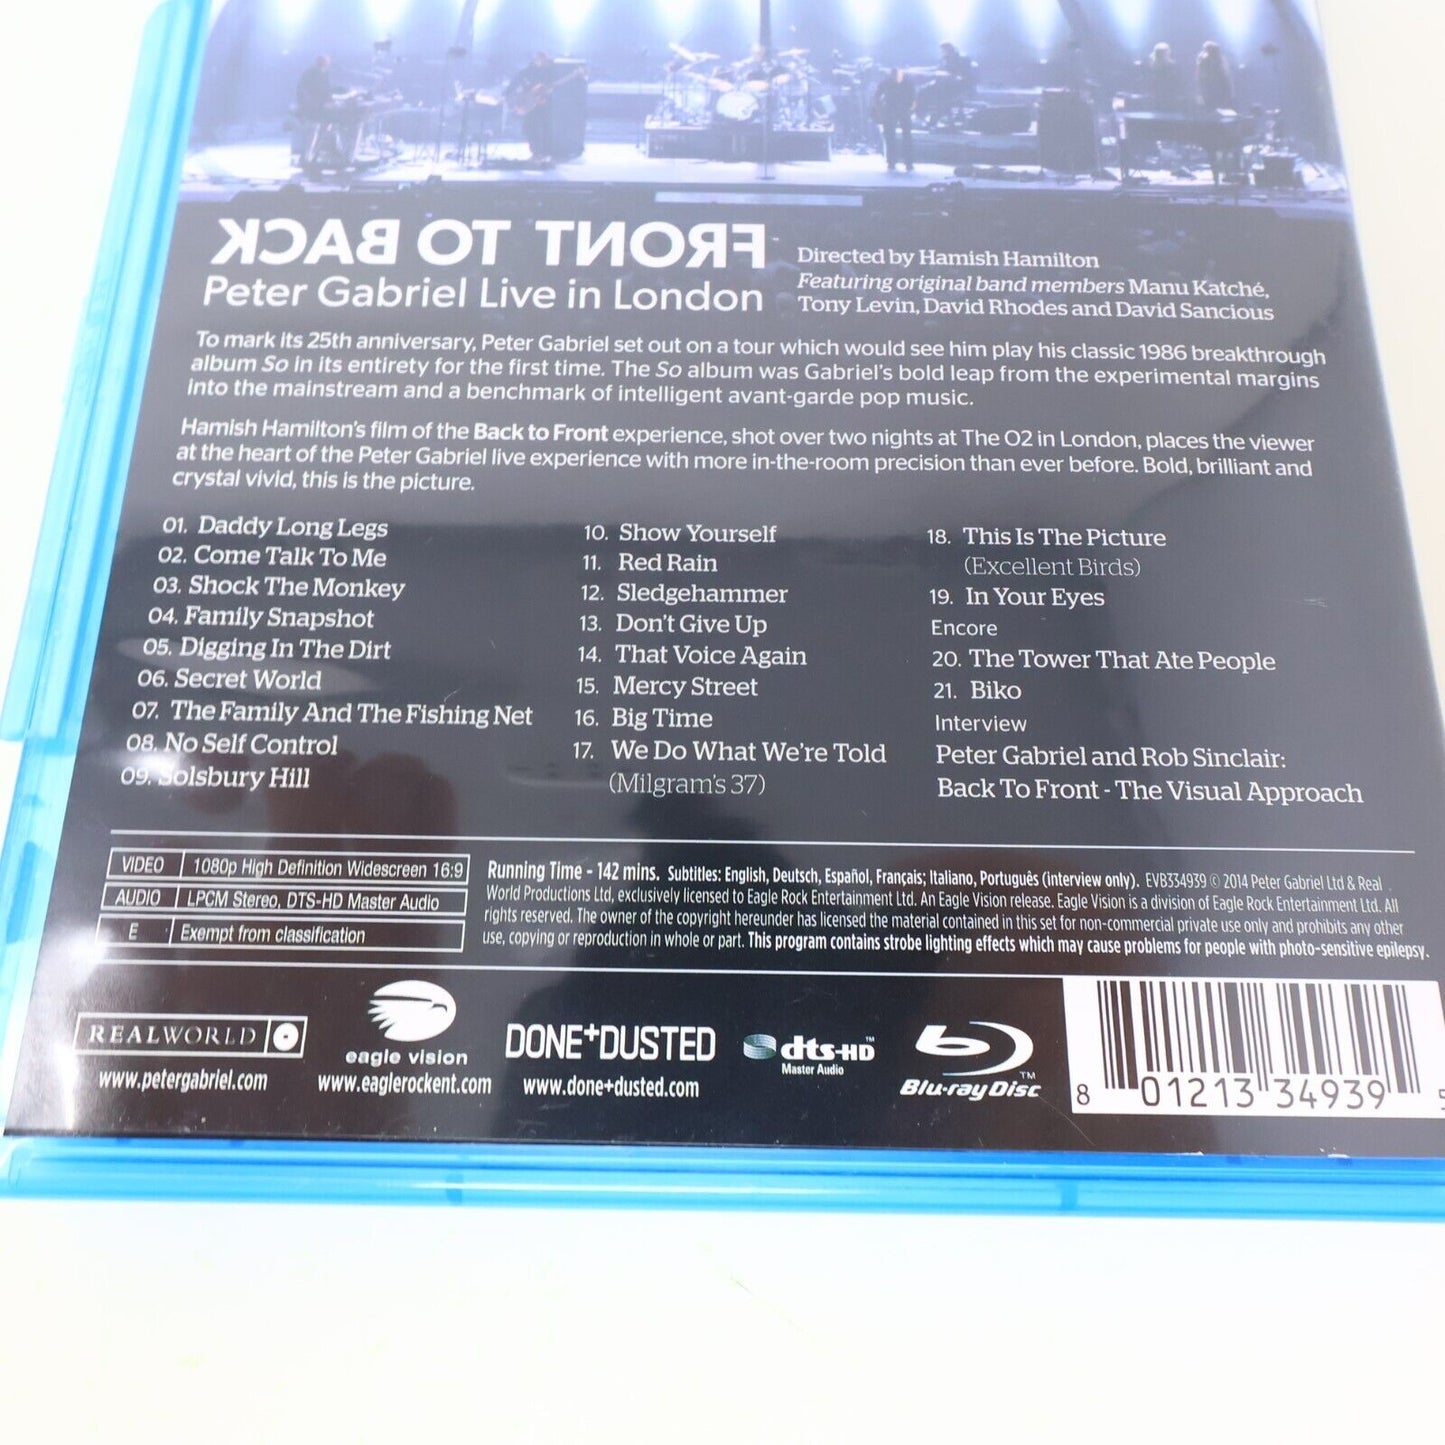 BACK TO FRONT
Peter Gabriel Live in London
Directed by Hamish Hamilton
Featuring original band members Manu Katché,
Tony Levin, David Rhodes and David Sancious
To mark its 25th anniversary, Peter Gabriel set out on a tour which would see him play his classic 1986 breakthrough
album So in its entirety for the first time. The So album was Gabriel's bold leap from the experimental margins
into the mainstream and a benchmark of intelligent avant-garde pop music.
Hamish Hamilton's film of the Back to Front experience, shot over two nights at The O2 in London, places the viewer
at the heart of the Peter Gabriel live experience with more in-the-room precision than ever before. Bold, brilliant and
crystal vivid, this is the picture.
01. Daddy Long Legs
02. Come Talk To Me
03. Shock The Monkey
04. Family Snapshot
05. Digging In The Dirt
06. Secret World
07. The Family And The Fishing Net
08. No Self Control
09. Solsbury Hill
10. Show Yourself
11. Red Rain
12. Sledgehammer
13. Don't Give Up
14. That Voice Again
15. Mercy Street
16. Big Time
17. We Do What We're Told
(Milgram's 37)
18. This Is The Picture
(Excellent Birds)
19. In Your Eyes
Encore
20. The Tower That Ate People
21. Biko
Interview
Peter Gabriel and Rob Sinclair:
Back To Front - The Visual Approach
VIDEO 1080p High Definition Widescreen 16:9
AUDIO LPCM Stereo, DTS-HD Master Audio
E Exempt from classification
Running Time - 142 mins. Subtitles: English, Deutsch, Español, Français; Italiano, Português (interview only). EVB334939 © 2014 Peter Gabriel Ltd & Real
World Productions Ltd, exclusively licensed to Eagle Rock Entertainment Ltd. An Eagle Vision release. Eagle Vision is a division of Eagle Rock Entertainment Ltd. All
rights reserved. The owner of the copyright hereunder has licensed the material contained in this set for non-commercial private use only and prohibits any other
use, copying or reproduction in whole or part. This program contains strobe lighting effects which may cause problems for people with photo-sensitive epilepsy.
REALWORLD
www.petergabriel.com
eagle vision
www.eaglerockent.com
DONE+DUSTED
www.done+dusted.com
dts-HD™
Master Audio
Blu-ray Disc™
8 01213 34939 5